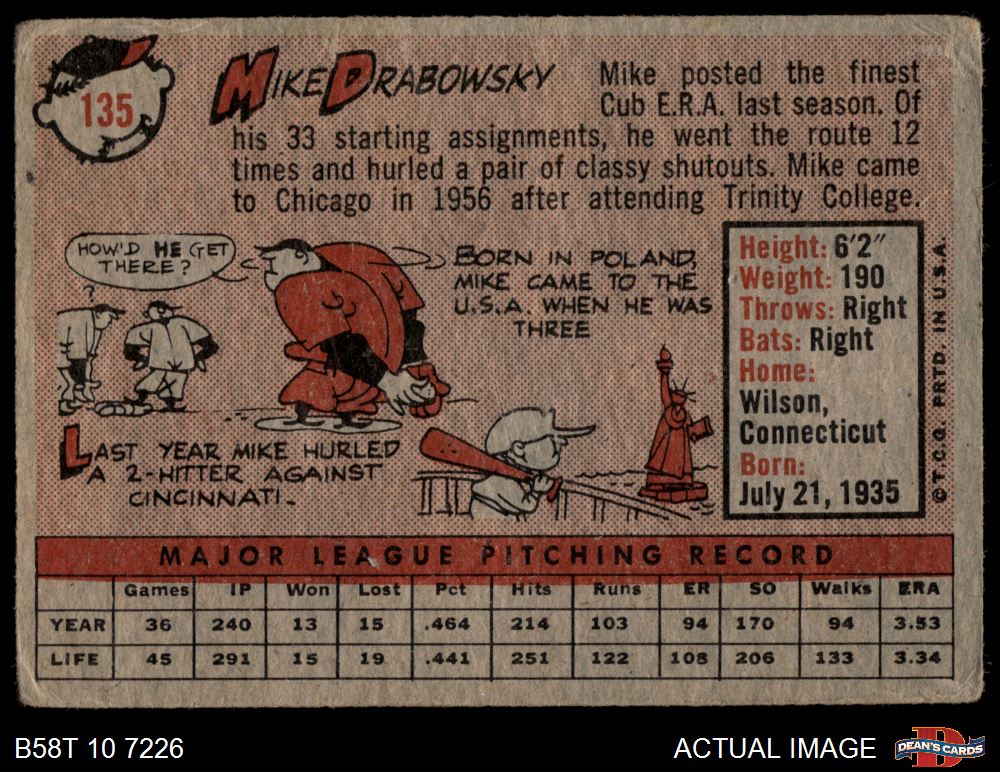 135
MIKE DRABOWSKY
Mike posted the finest
Cub E.R.A. last season. Of
his 33 starting assignments, he went the route 12
times and hurled a pair of classy shutouts. Mike came
to Chicago in 1956 after attending Trinity College.
HOW'D HE GET
THERE?
?
BORN IN POLAND,
MIKE CAME TO THE
U.S.A. WHEN HE WAS
THREE
LAST YEAR MIKE HURLED
A 2-HITTER AGAINST
CINCINNATI.
Height: 6'2"
Weight: 190
Throws: Right
Bats: Right
Home:
Wilson,
Connecticut
Born:
July 21, 1935
© T.C.G. PRTD. IN U.S.A.
MAJOR LEAGUE PITCHING RECORD
Games IP Won Lost Pct Hits Runs ER SO Walks ERA
YEAR 36 240 13 15 .464 214 103 94 170 94 3.53
LIFE 45 291 15 19 .441 251 122 108 206 133 3.34
B58T 10 7226
ACTUAL IMAGE
D
DEAN'S CARDS